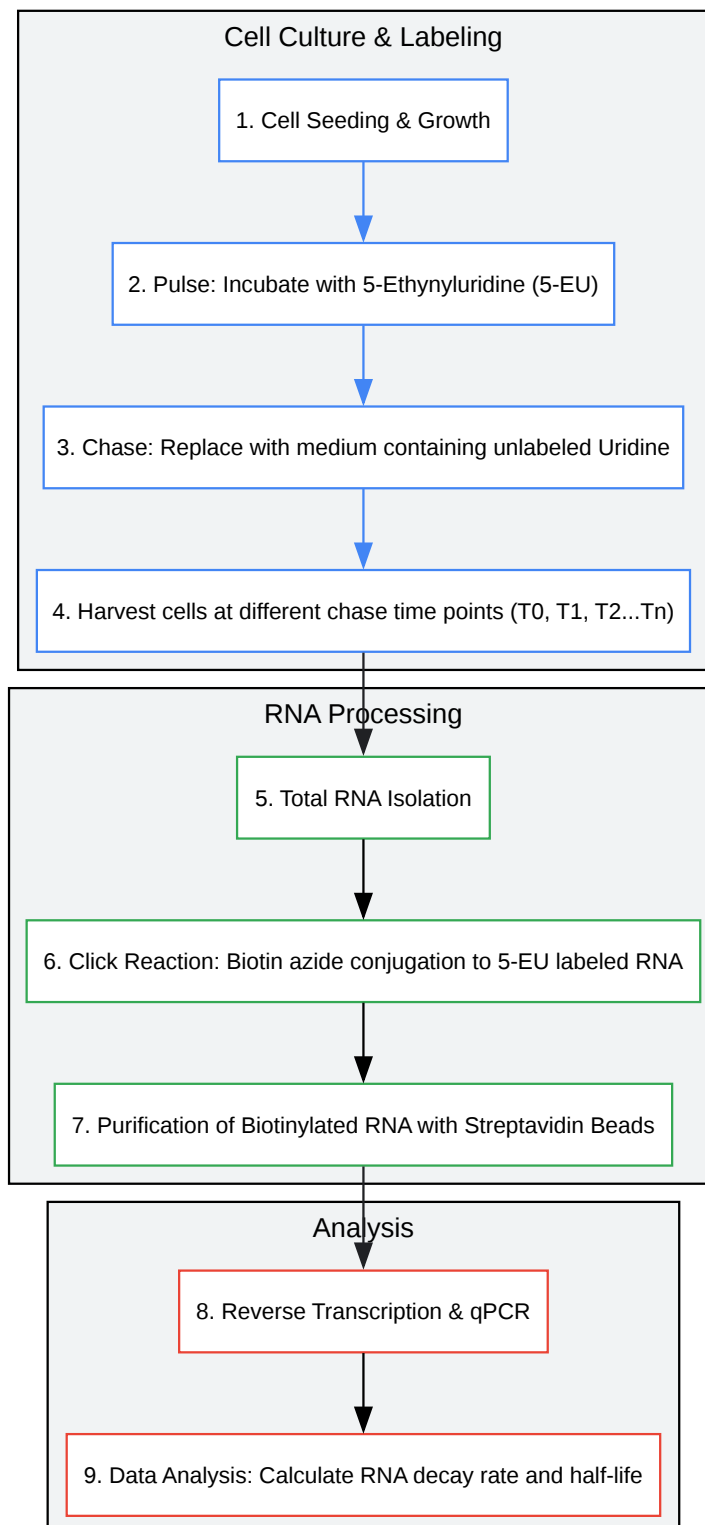 Cell Culture & Labeling
1. Cell Seeding & Growth
2. Pulse: Incubate with 5-Ethynyluridine (5-EU)
3. Chase: Replace with medium containing unlabeled Uridine
4. Harvest cells at different chase time points (T0, T1, T2...Tn)
RNA Processing
5. Total RNA Isolation
6. Click Reaction: Biotin azide conjugation to 5-EU labeled RNA
7. Purification of Biotinylated RNA with Streptavidin Beads
Analysis
8. Reverse Transcription & qPCR
9. Data Analysis: Calculate RNA decay rate and half-life